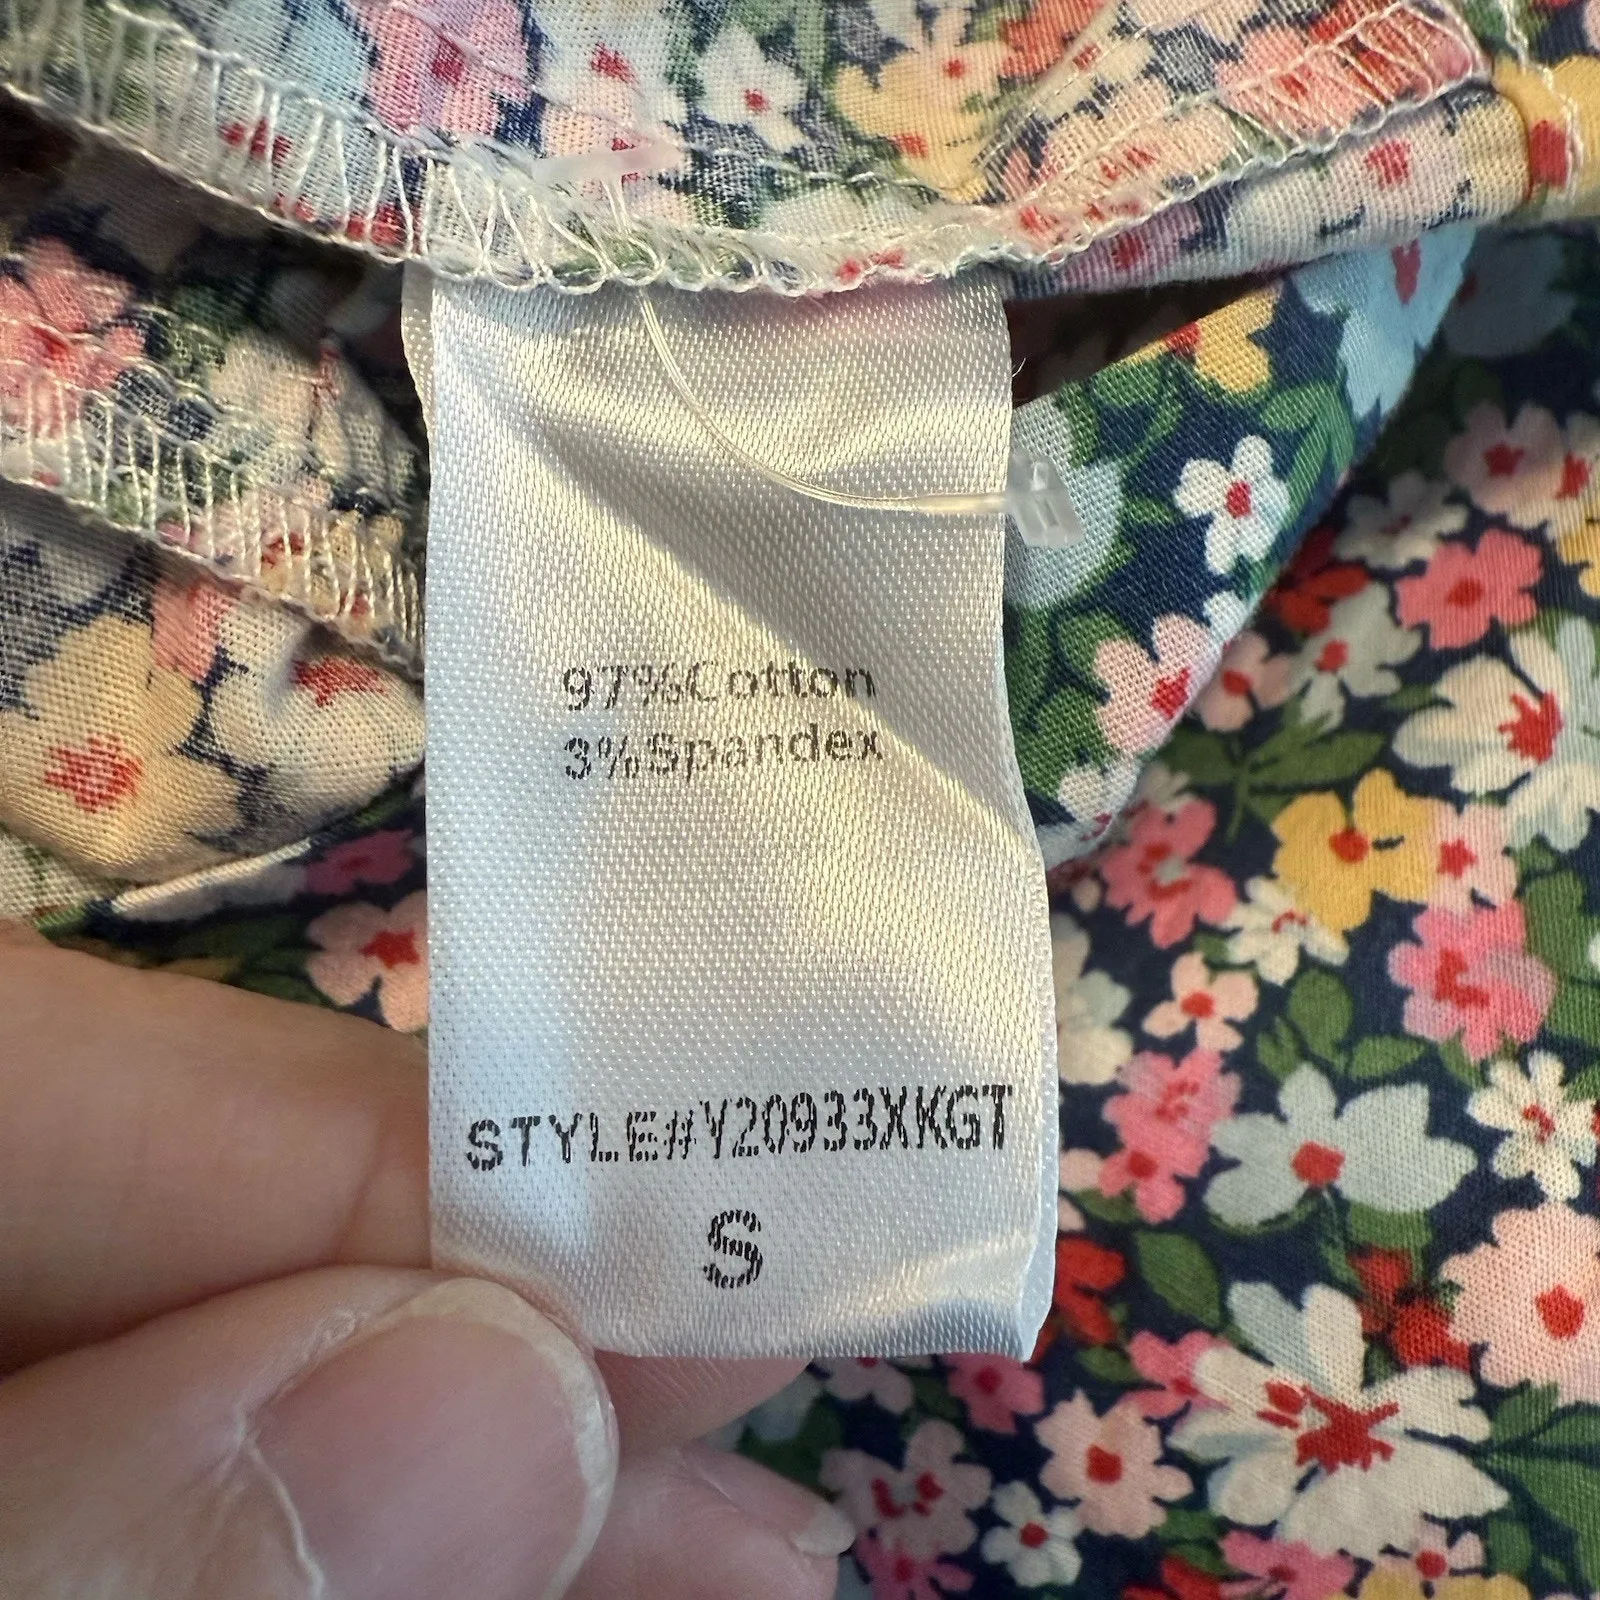 97%Cotton
3%Spandex
STYLE#Y20933XKGT
S